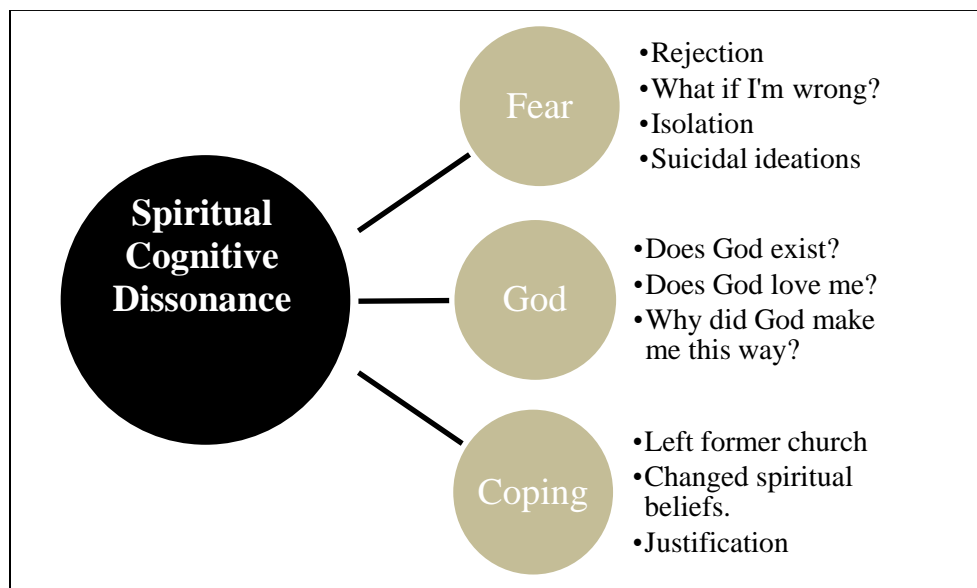 Spiritual
Cognitive
Dissonance
Fear
•Rejection
•What if I'm wrong?
•Isolation
•Suicidal ideations
God
•Does God exist?
•Does God love me?
•Why did God make
me this way?
Coping
•Left former church
•Changed spiritual
beliefs.
•Justification